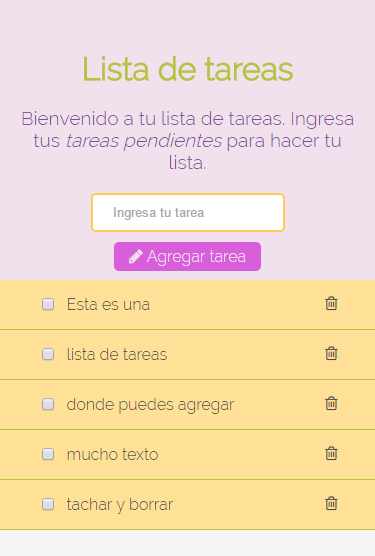 Lista de tareas
Bienvenido a tu lista de tareas. Ingresa
tus tareas pendientes para hacer tu
lista.
Ingresa tu tarea
Agregar tarea
Esta es una
lista de tareas
donde puedes agregar
mucho texto
tachar y borrar